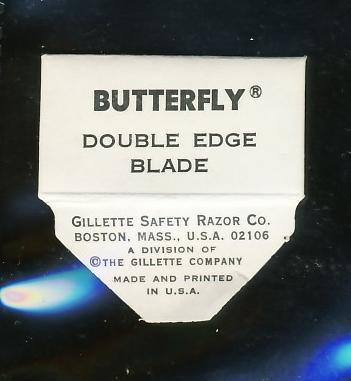 BUTTERFLY®
DOUBLE EDGE
BLADE
GILLETTE SAFETY RAZOR CO.
BOSTON, MASS., U.S.A. 02106
A DIVISION OF
©THE GILLETTE COMPANY
MADE AND PRINTED
IN U.S.A.